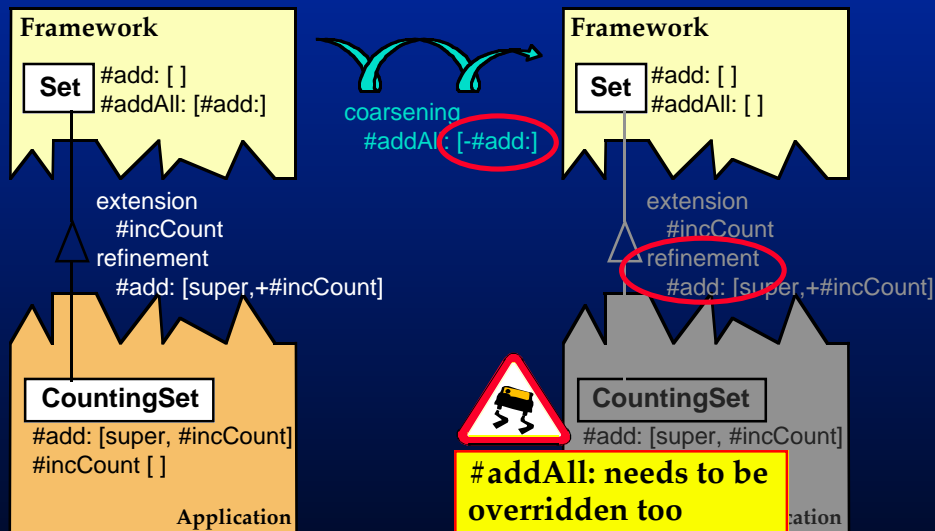 Framework
Set
#add: [ ]
#addAll: [#add:]
extension
#incCount
refinement
#add: [super,+#incCount]
CountingSet
#add: [super, #incCount]
#incCount [ ]
Application
coarsening
#addAll: [-#add:]
Framework
Set
#add: [ ]
#addAll: [ ]
extension
#incCount
refinement
#add: [super,+#incCount]
CountingSet
#add: [super, #incCount]
#addAll: needs to be
overridden too